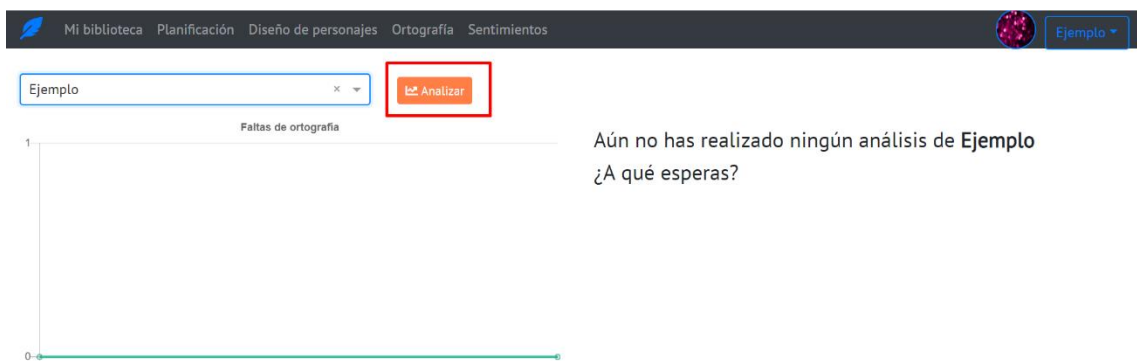 Mi biblioteca Planificación Diseño de personajes Ortografía Sentimientos Ejemplo
Ejemplo × Analizar
Faltas de ortografia
1
0
Aún no has realizado ningún análisis de Ejemplo
¿A qué esperas?